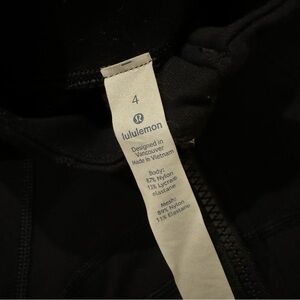 4
lululemon
Designed in
Vancouver
Made in Vietnam
Body:
87% Nylon
13% Lycra®
elastane
Mesh:
89% Nylon
11% Elastane